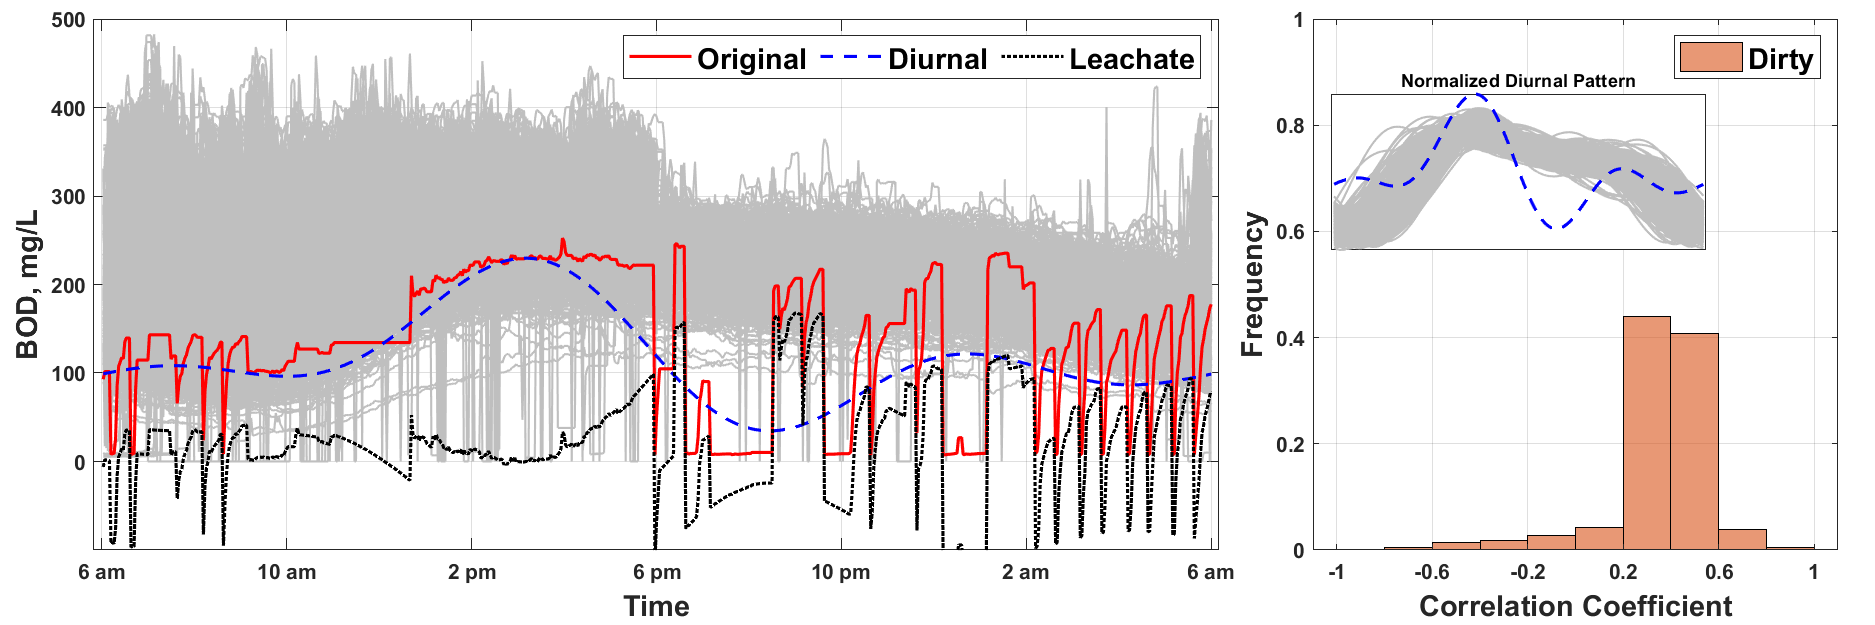 500
400
300
200
100
0
BOD, mg/L
Original
Diurnal
Leachate
6 am
10 am
2 pm
6 pm
10 pm
2 am
6 am
Time
1
0.8
0.6
0.4
0.2
0
Frequency
Dirty
Normalized Diurnal Pattern
-1
-0.6
-0.2
0.2
0.6
1
Correlation Coefficient